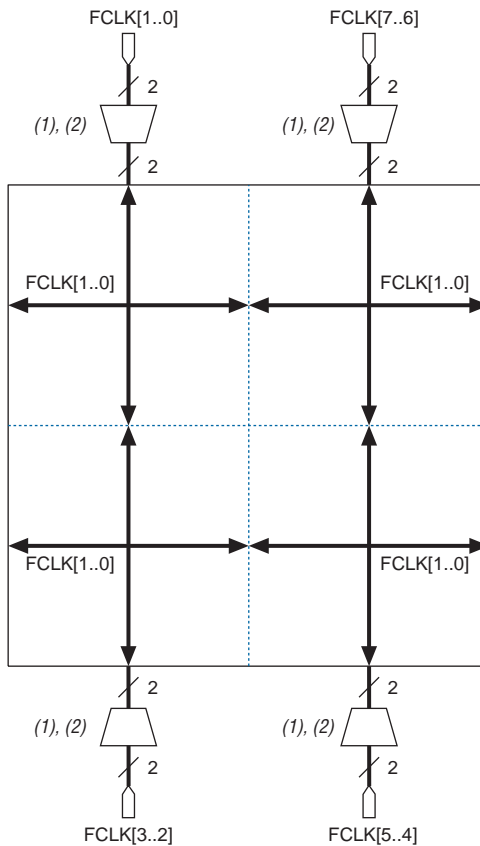 FCLK[1..0] FCLK[7..6]
2 2
(1), (2) (1), (2)
2 2
FCLK[1..0] FCLK[1..0]
FCLK[1..0] FCLK[1..0]
2 2
(1), (2) (1), (2)
2 2
FCLK[3..2] FCLK[5..4]